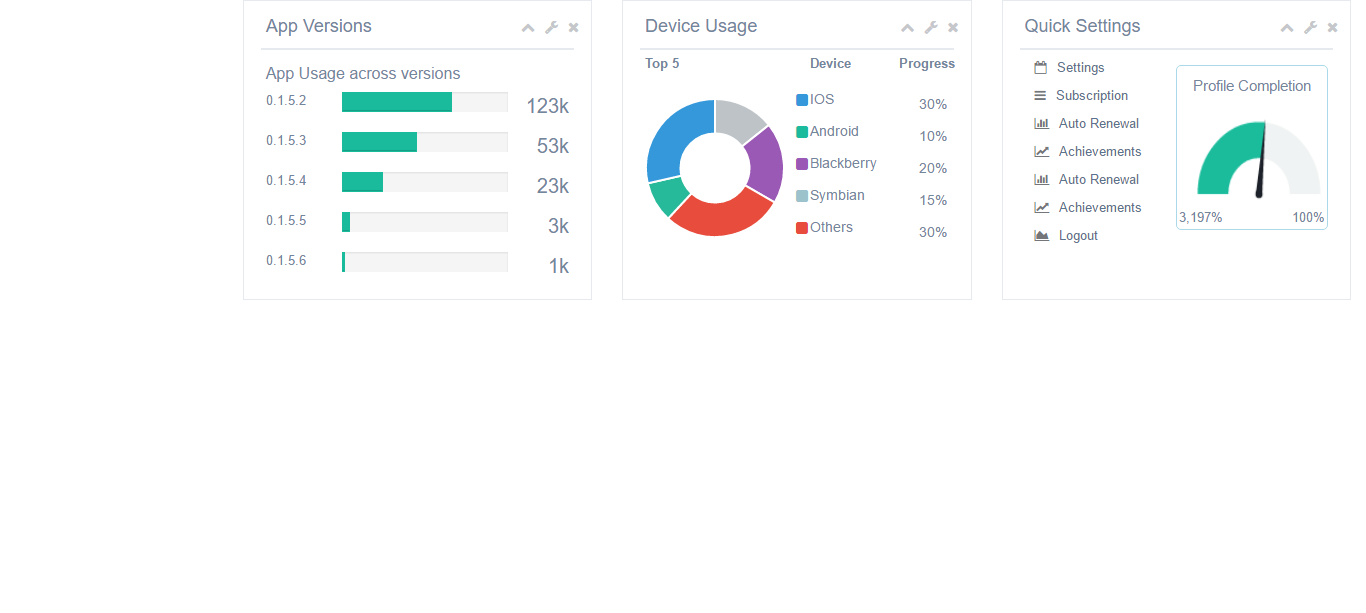 App Versions
App Usage across versions
0.1.5.2 123k
0.1.5.3 53k
0.1.5.4 23k
0.1.5.5 3k
0.1.5.6 1k
Device Usage
Top 5 Device Progress
IOS 30%
Android 10%
Blackberry 20%
Symbian 15%
Others 30%
Quick Settings
Settings
Subscription
Auto Renewal
Achievements
Auto Renewal
Achievements
Logout
Profile Completion
3,197% 100%